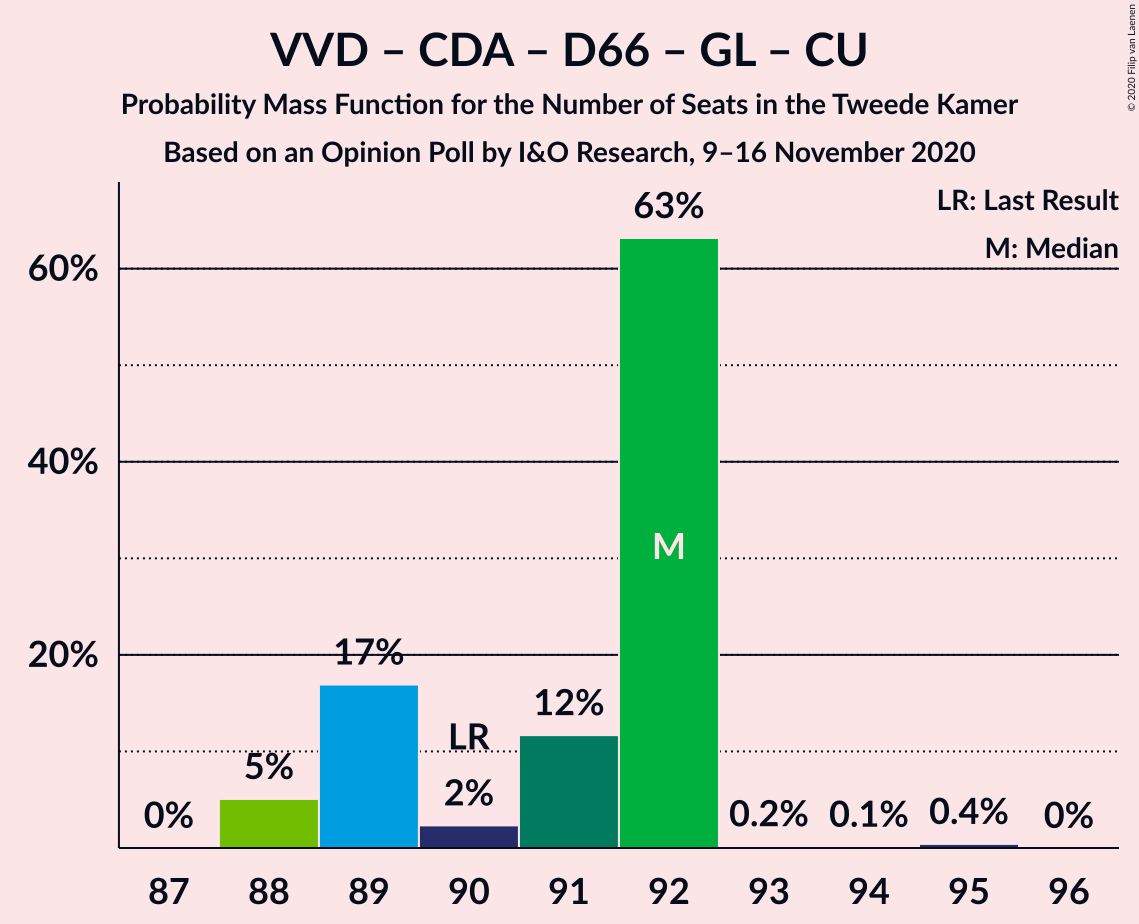 VVD – CDA – D66 – GL – CU
Probability Mass Function for the Number of Seats in the Tweede Kamer
Based on an Opinion Poll by I&O Research, 9–16 November 2020
© 2020 Filip van Laenen
LR: Last Result
M: Median
60%
40%
20%
0%
5%
17%
LR
2%
12%
63%
M
0.2%
0.1%
0.4%
0%
87 88 89 90 91 92 93 94 95 96